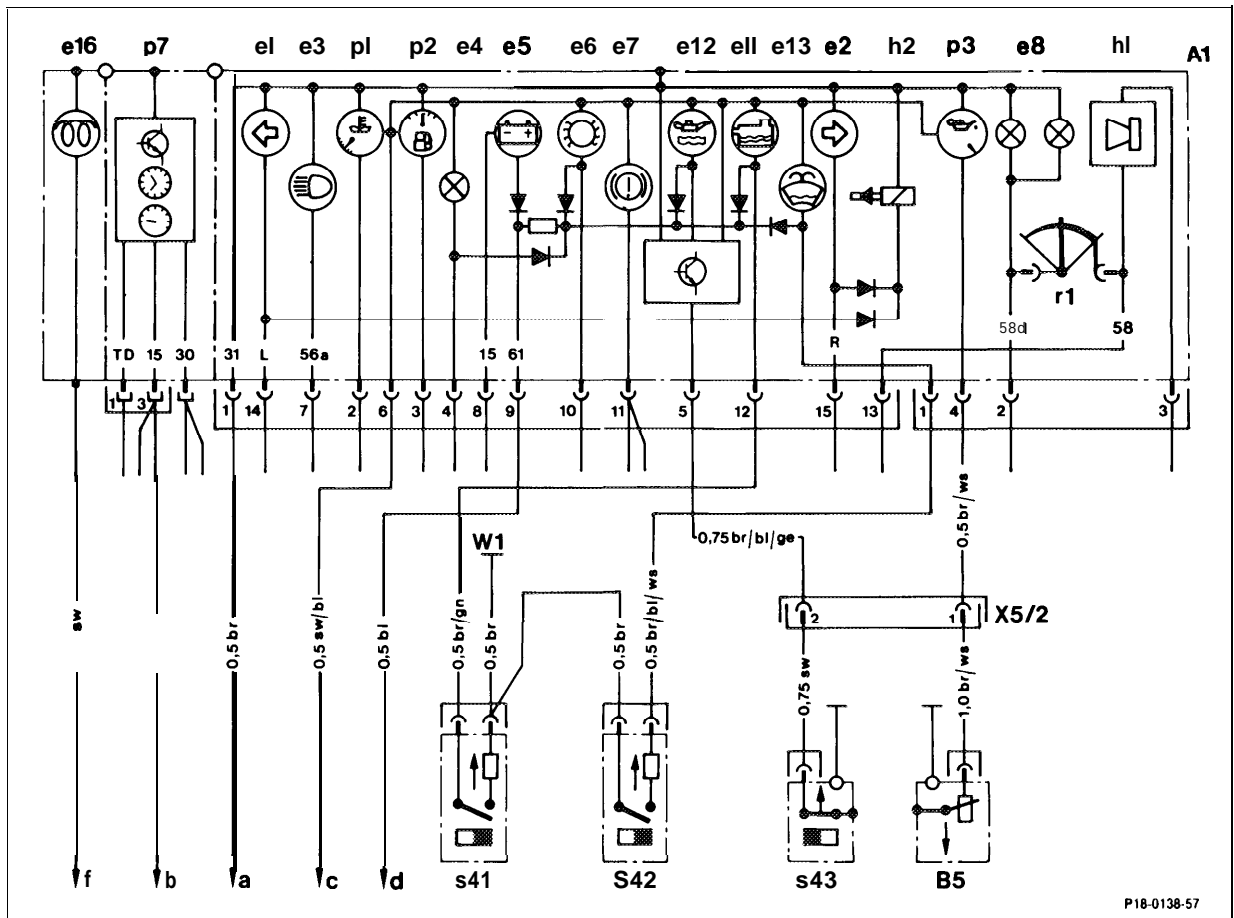 e16 p7 el e3 pl p2 e4 e5 e6 e7 e12 ell e13 e2 h2 p3 e8 hl A1
r1
58d 58
R
TD 15 30 31 L 56a 15 61
1 3 1 14 7 2 6 3 4 8 9 10 11 5 12 15 13 1 4 2 3
W1
0,75 br/bl/ge
0,5 br/ws
2 1 X5/2
sw 0,5 br 0,5 sw/bl 0,5 bl 0,5 br/gn 0,5 br 0,5 br 0,5 br/bl/ws 0,75 sw 1,0 br/ws
f b a c d s41 S42 s43 B5
P18-0138-57